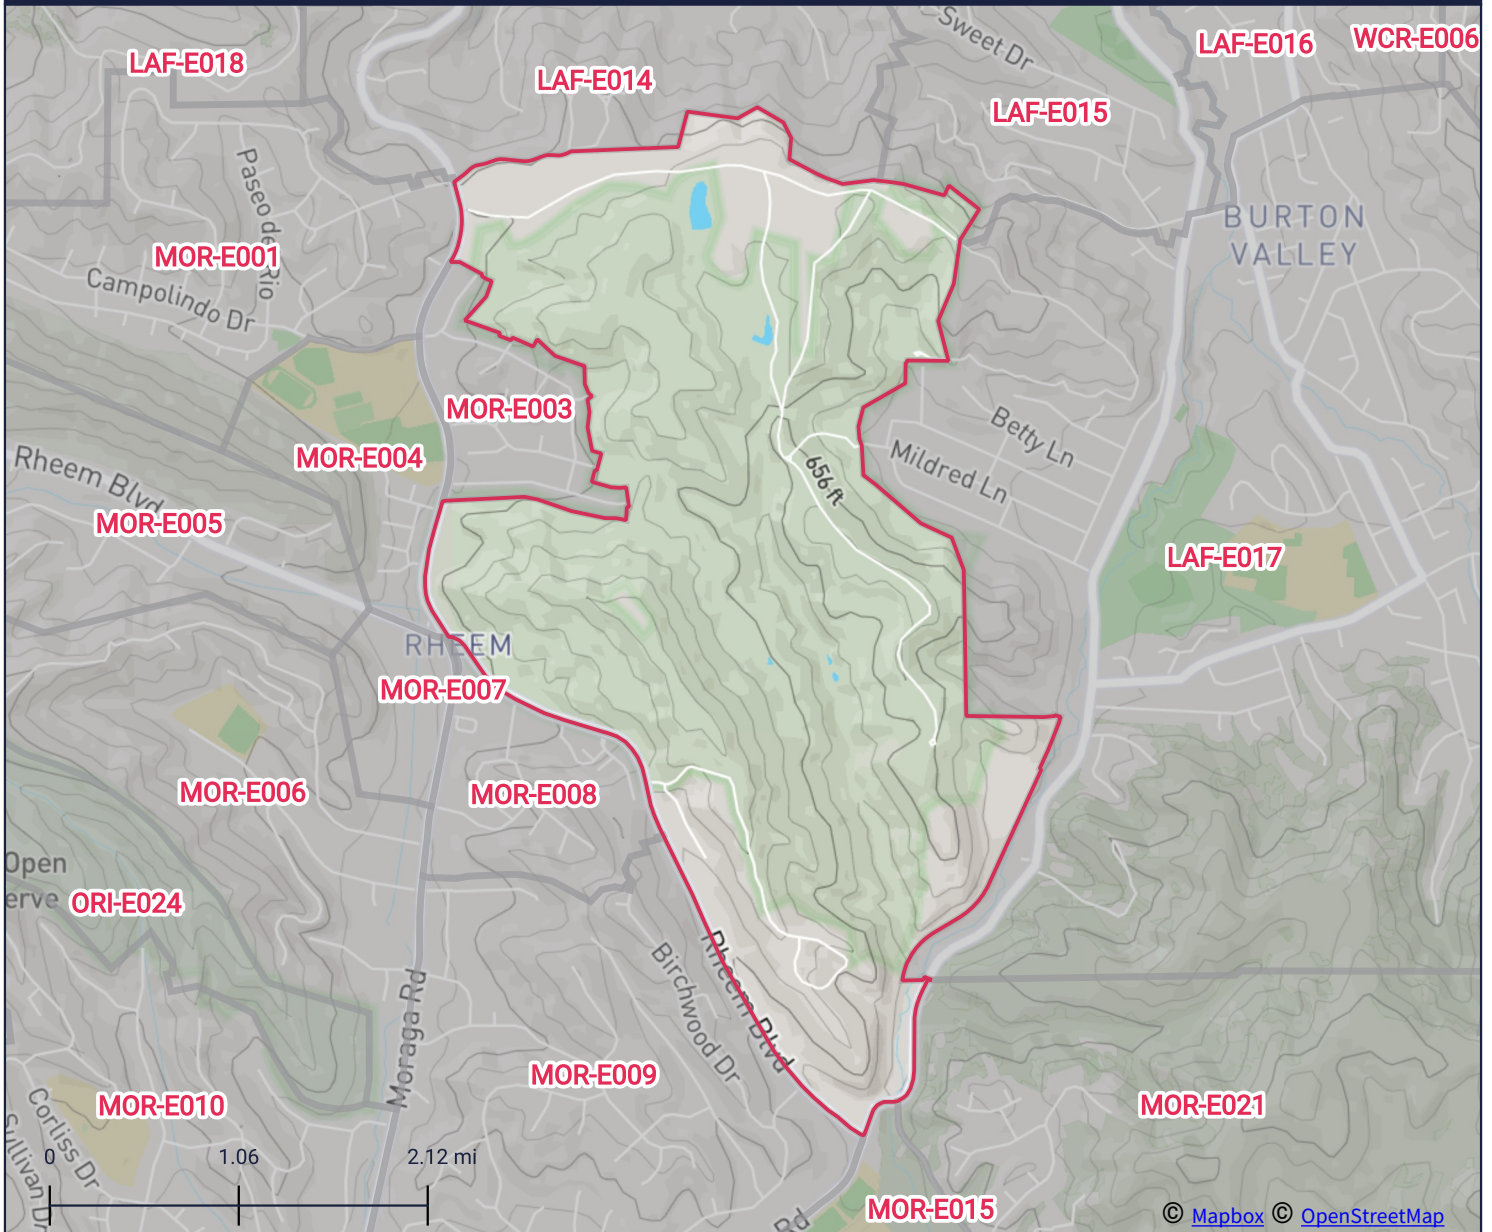 Sweet Dr
LAF-E016
WCR-E006
LAF-E018
LAF-E014
LAF-E015
Paseo del Rio
BURTON
VALLEY
MOR-E001
Campolindo Dr
MOR-E003
Betty Ln
MOR-E004
Mildred Ln
Rheem Blvd
656 ft
MOR-E005
LAF-E017
RHEEM
MOR-E007
MOR-E006
MOR-E008
Open
erve
ORI-E024
Rheem Blvd
Birchwood Dr
Moraga Rd
MOR-E009
MOR-E010
MOR-E021
Corliss Dr
Sullivan Dr
0 1.06 2.12 mi
MOR-E015
Rd
© Mapbox © OpenStreetMap